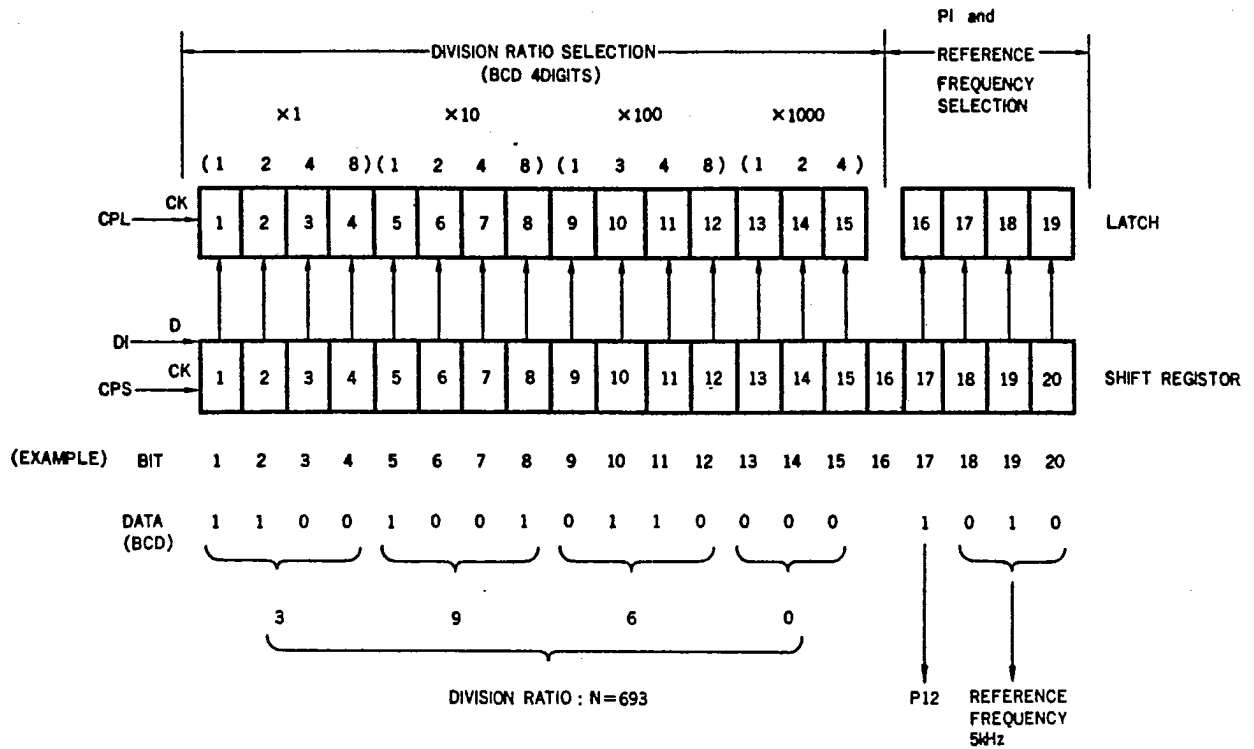 PI and
DIVISION RATIO SELECTION
REFERENCE
(BCD 4DIGITS)
FREQUENCY
SELECTION
×1 ×10 ×100 ×1000
(1 2 4 8) (1 2 4 8) (1 3 4 8) (1 2 4)
CK
CPL 1 2 3 4 5 6 7 8 9 10 11 12 13 14 15 16 17 18 19 LATCH
D
DI
CK
CPS 1 2 3 4 5 6 7 8 9 10 11 12 13 14 15 16 17 18 19 20 SHIFT REGISTOR
(EXAMPLE) BIT 1 2 3 4 5 6 7 8 9 10 11 12 13 14 15 16 17 18 19 20
DATA 1 1 0 0 1 0 0 1 0 1 1 0 0 0 0 1 0 1 0
(BCD)
3 9 6 0
DIVISION RATIO : N=693
P12
REFERENCE
FREQUENCY
5kHz